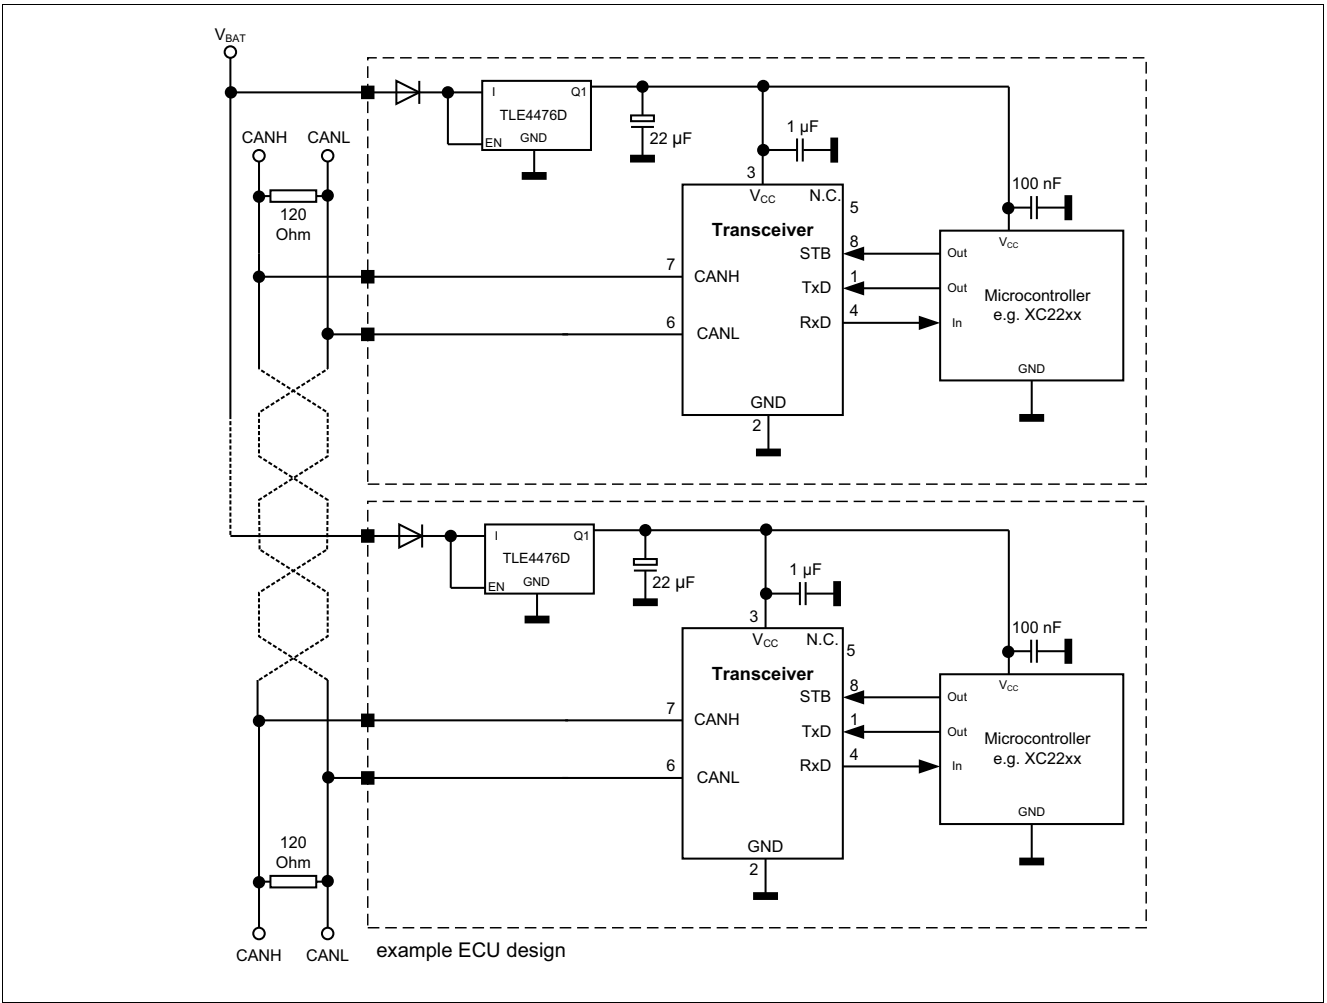 VBAT
CANH CANL
120
Ohm
I Q1
TLE4476D
EN GND
22 µF
1 µF
100 nF
3
VCC N.C.
5
Transceiver
STB 8
TxD 1
RxD 4
7 CANH
6 CANL
GND
2
VCC
Out
Out
In
Microcontroller
e.g. XC22xx
GND
I Q1
TLE4476D
EN GND
22 µF
1 µF
100 nF
3
VCC N.C.
5
Transceiver
STB 8
TxD 1
RxD 4
7 CANH
6 CANL
GND
2
VCC
Out
Out
In
Microcontroller
e.g. XC22xx
GND
120
Ohm
CANH CANL
example ECU design